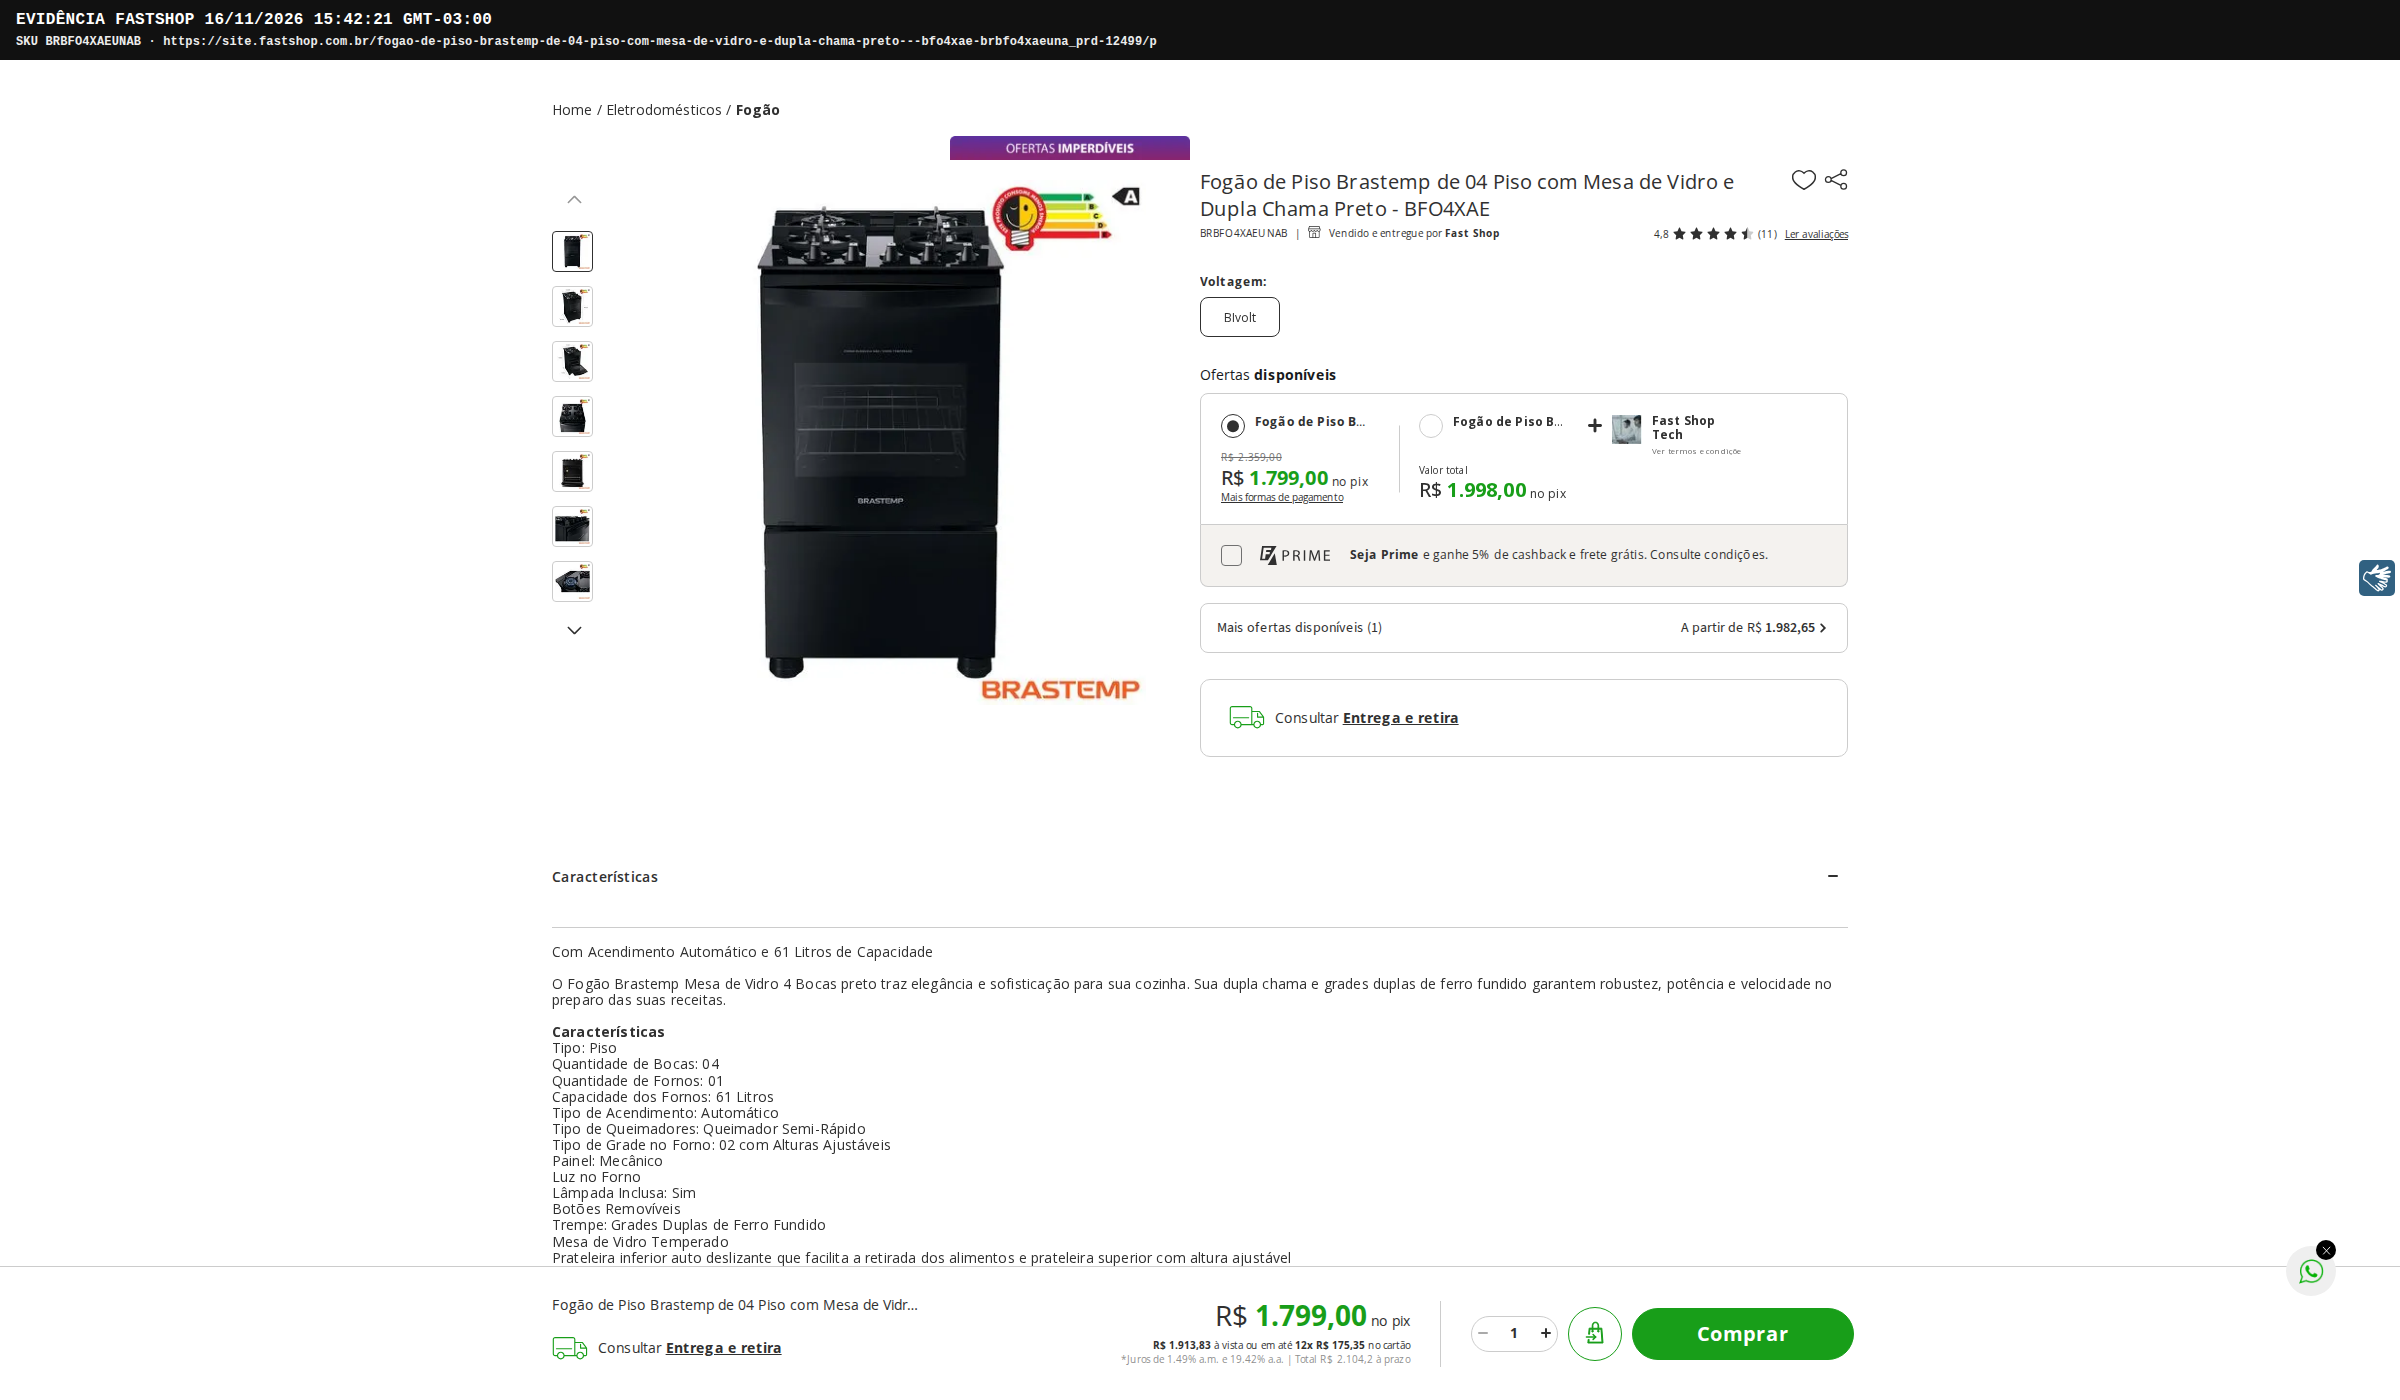 EVIDÊNCIA FASTSHOP 16/11/2026 15:42:21 GMT-03:00
SKU BRBFO4XAEUNAB · https://site.fastshop.com.br/fogao-de-piso-brastemp-de-04-piso-com-mesa-de-vidro-e-dupla-chama-preto---bfo4xae-brbfo4xaeuna_prd-12499/p
Home / Eletrodomésticos / Fogão
OFERTAS IMPERDÍVEIS
A
BRASTEMP
BRASTEMP
Fogão de Piso Brastemp de 04 Piso com Mesa de Vidro e
Dupla Chama Preto - BFO4XAE
BRBFO4XAEUNAB | Vendido e entregue por Fast Shop
4,8 (11) Ler avaliações
Voltagem:
BIvolt
Ofertas disponíveis
Fogão de Piso B...
R$ 2.359,00
R$ 1.799,00 no pix
Mais formas de pagamento
Fogão de Piso B...
Fast Shop
Tech
Ver termos e condiçõe
Valor total
R$ 1.998,00 no pix
PRIME Seja Prime e ganhe 5% de cashback e frete grátis. Consulte condições.
Mais ofertas disponíveis (1) A partir de R$ 1.982,65
Consultar Entrega e retira
Características
Com Acendimento Automático e 61 Litros de Capacidade
O Fogão Brastemp Mesa de Vidro 4 Bocas preto traz elegância e sofisticação para sua cozinha. Sua dupla chama e grades duplas de ferro fundido garantem robustez, potência e velocidade no
preparo das suas receitas.
Características
Tipo: Piso
Quantidade de Bocas: 04
Quantidade de Fornos: 01
Capacidade dos Fornos: 61 Litros
Tipo de Acendimento: Automático
Tipo de Queimadores: Queimador Semi-Rápido
Tipo de Grade no Forno: 02 com Alturas Ajustáveis
Painel: Mecânico
Luz no Forno
Lâmpada Inclusa: Sim
Botões Removíveis
Trempe: Grades Duplas de Ferro Fundido
Mesa de Vidro Temperado
Prateleira inferior auto deslizante que facilita a retirada dos alimentos e prateleira superior com altura ajustável
Fogão de Piso Brastemp de 04 Piso com Mesa de Vidr...
Consultar Entrega e retira
R$ 1.799,00 no pix
R$ 1.913,83 à vista ou em até 12x R$ 175,35 no cartão
*Juros de 1.49% a.m. e 19.42% a.a. | Total R$ 2.104,2 à prazo
1
Comprar